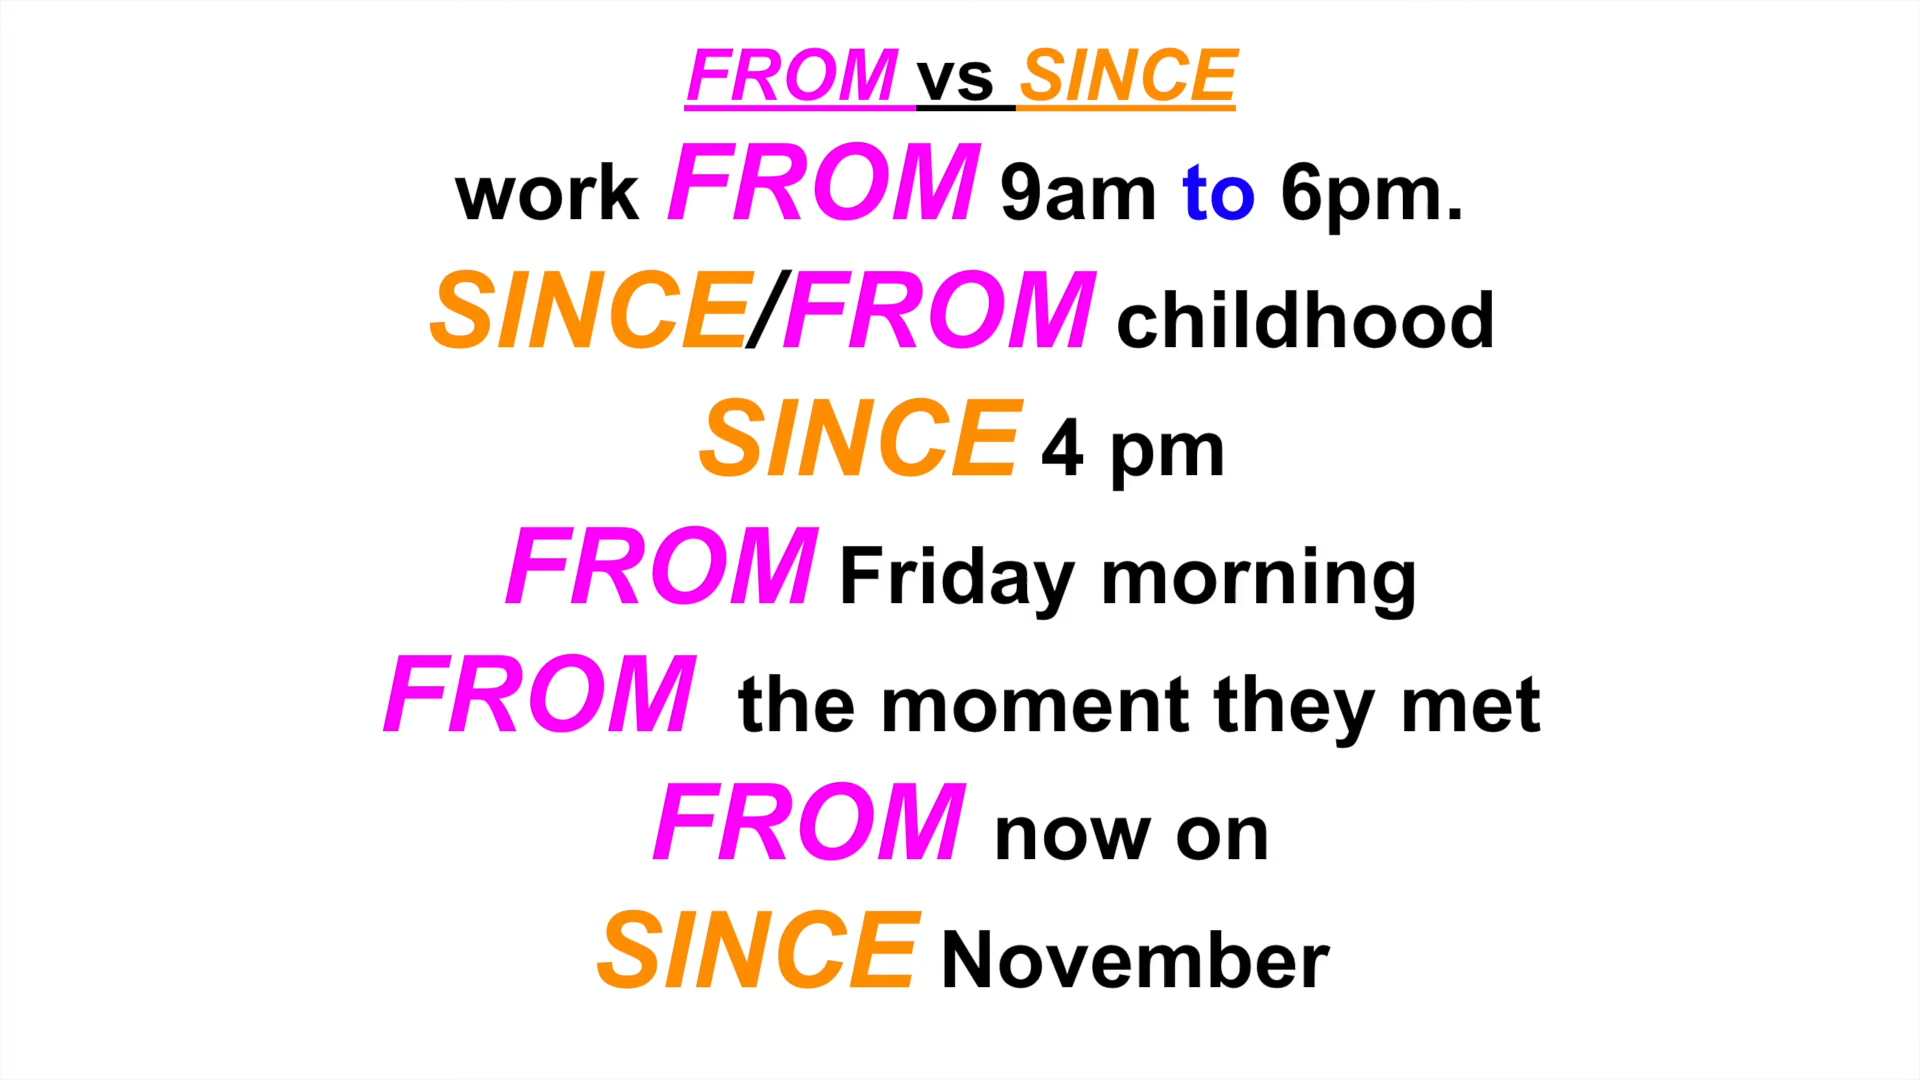 FROM vs SINCE
work FROM 9am to 6pm.
SINCE/FROM childhood
SINCE 4 pm
FROM Friday morning
FROM the moment they met
FROM now on
SINCE November